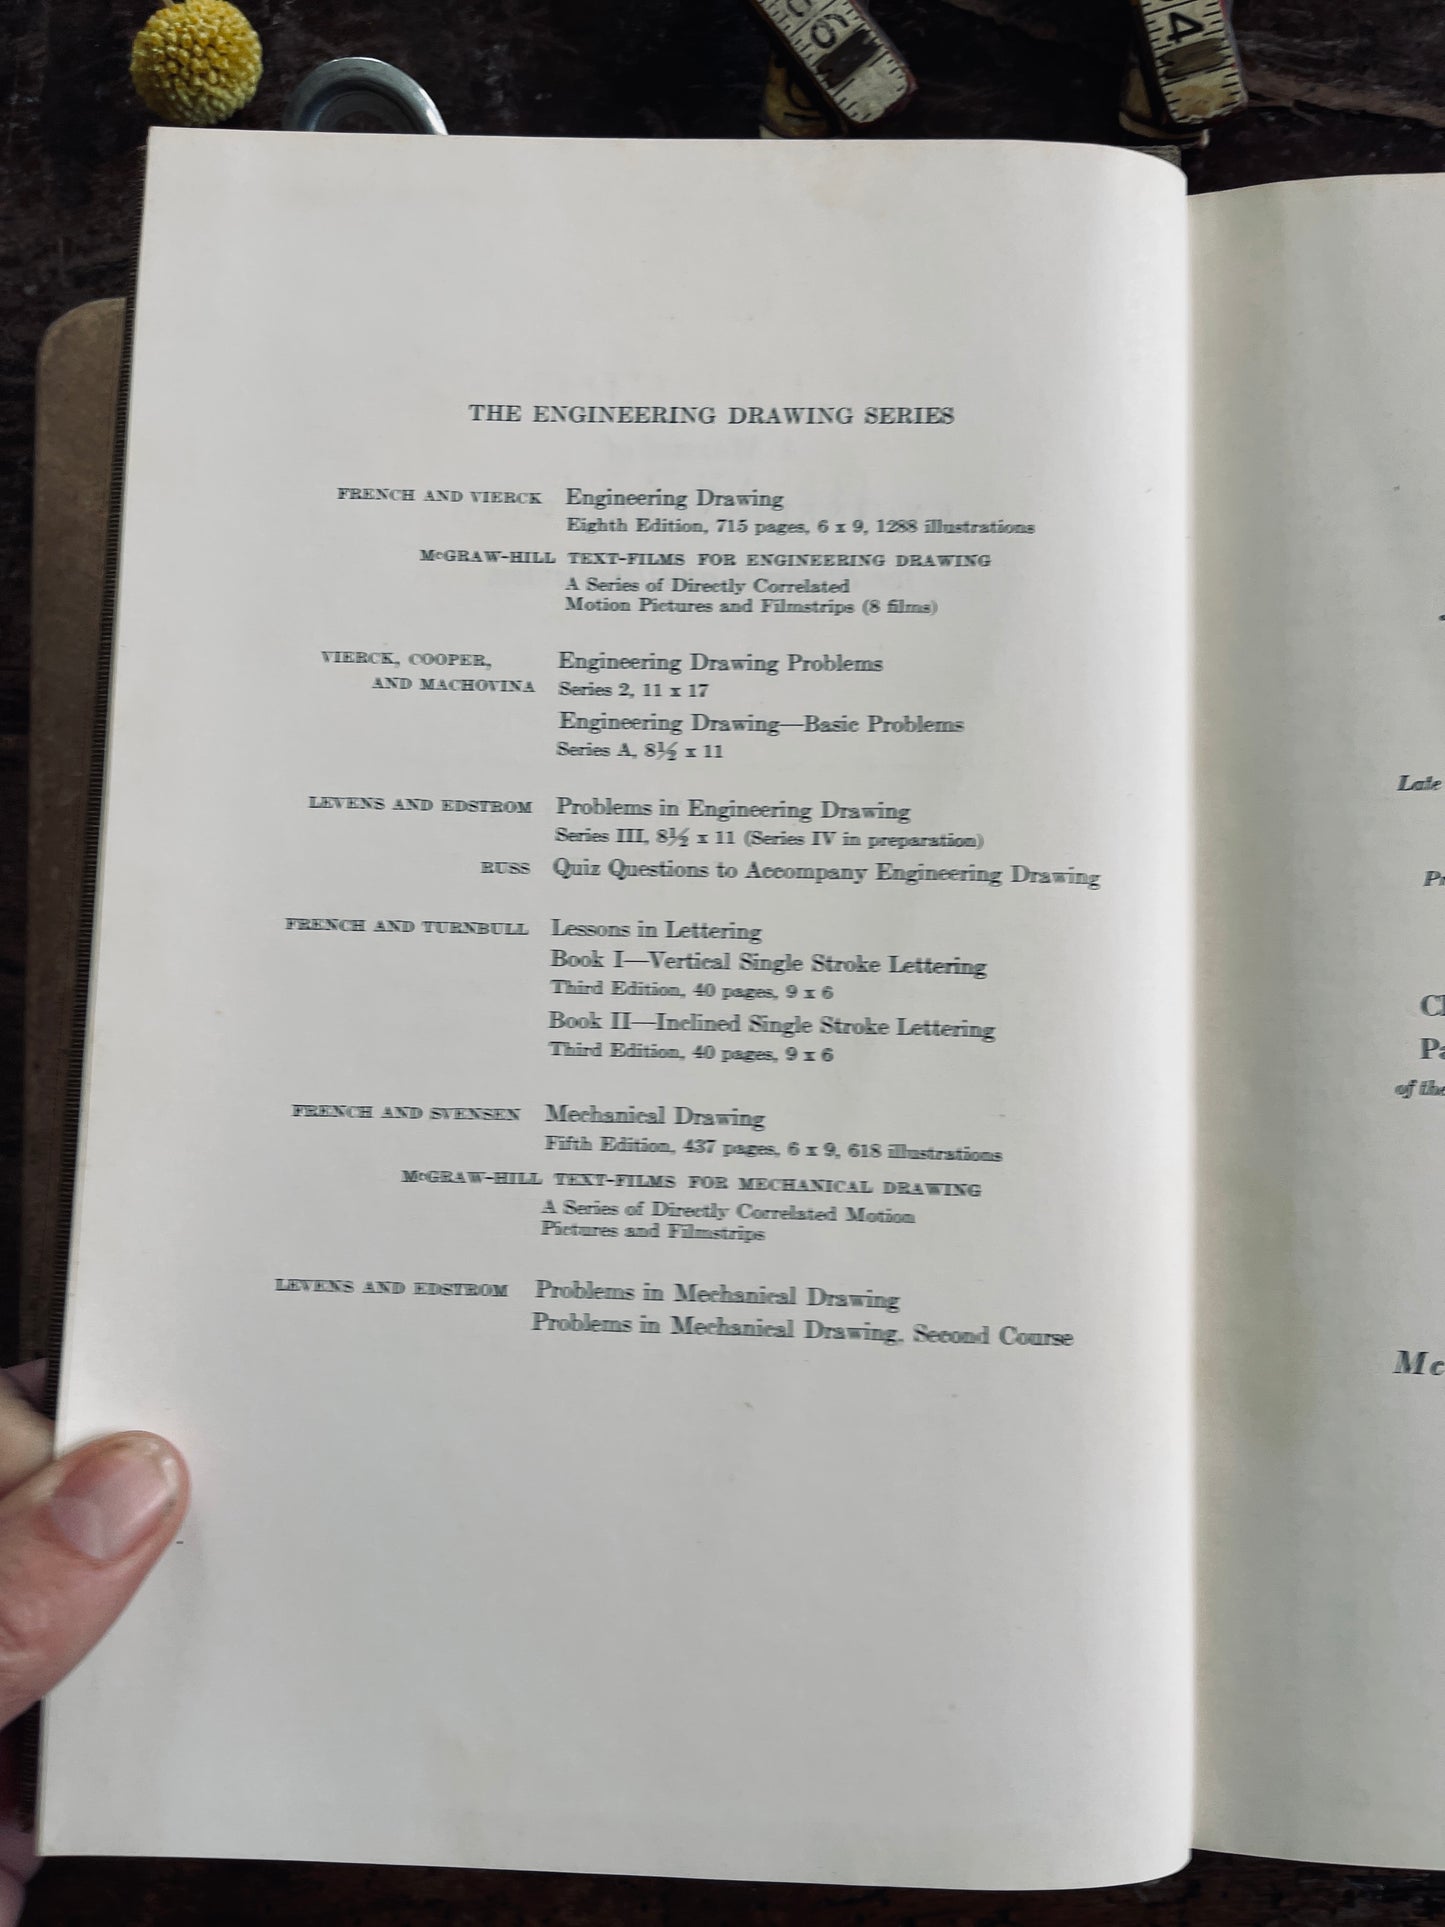 THE ENGINEERING DRAWING SERIES
FRENCH AND VIERCK Engineering Drawing
Eighth Edition, 715 pages, 6 x 9, 1288 illustrations
McGRAW-HILL TEXT-FILMS FOR ENGINEERING DRAWING
A Series of Directly Correlated
Motion Pictures and Filmstrips (8 films)
VIERCK, COOPER, Engineering Drawing Problems
AND MACHOVINA Series 2, 11 x 17
Engineering Drawing—Basic Problems
Series A, 8½ x 11
LEVENS AND EDSTROM Problems in Engineering Drawing
Series III, 8½ x 11 (Series IV in preparation)
RUSS Quiz Questions to Accompany Engineering Drawing
FRENCH AND TURNBULL Lessons in Lettering
Book I—Vertical Single Stroke Lettering
Third Edition, 40 pages, 9 x 6
Book II—Inclined Single Stroke Lettering
Third Edition, 40 pages, 9 x 6
FRENCH AND SVENSEN Mechanical Drawing
Fifth Edition, 437 pages, 6 x 9, 618 illustrations
McGRAW-HILL TEXT-FILMS FOR MECHANICAL DRAWING
A Series of Directly Correlated Motion
Pictures and Filmstrips
LEVENS AND EDSTROM Problems in Mechanical Drawing
Problems in Mechanical Drawing, Second Course
Late
of the